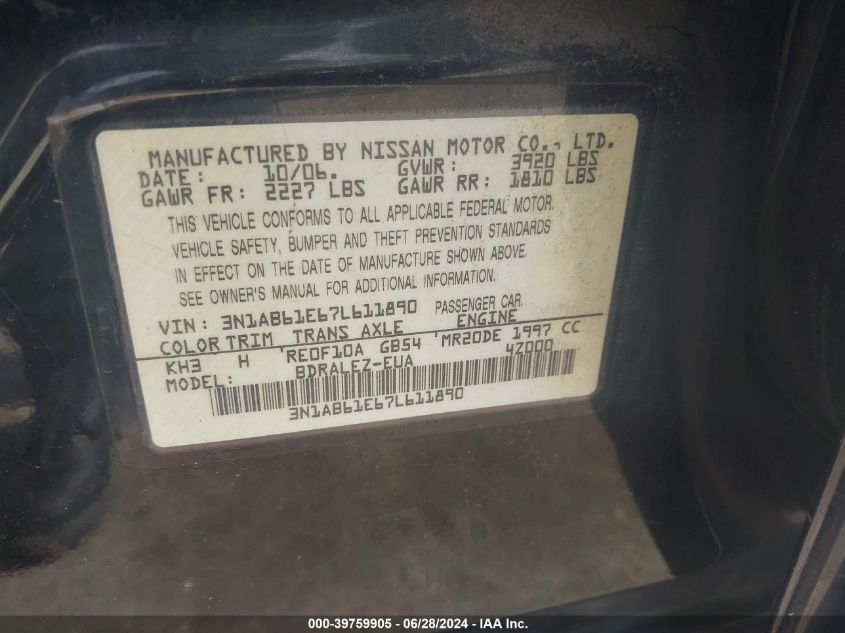 MANUFACTURED BY NISSAN MOTOR CO., LTD.
DATE: 10/06. GVWR: 3920 LBS
GAWR FR: 2227 LBS GAWR RR: 1810 LBS
THIS VEHICLE CONFORMS TO ALL APPLICABLE FEDERAL MOTOR
VEHICLE SAFETY, BUMPER AND THEFT PREVENTION STANDARDS
IN EFFECT ON THE DATE OF MANUFACTURE SHOWN ABOVE.
SEE OWNER'S MANUAL FOR ADDITIONAL INFORMATION.
VIN: 3N1AB61E67L611890 PASSENGER CAR
COLOR TRIM TRANS AXLE ENGINE
KH3 H RE0F10A GB54 MR20DE 1997 CC
MODEL: BDRALEZ-EUA 4Z000
3N1AB61E67L611890
000-39759905 - 06/28/2024 - IAA Inc.